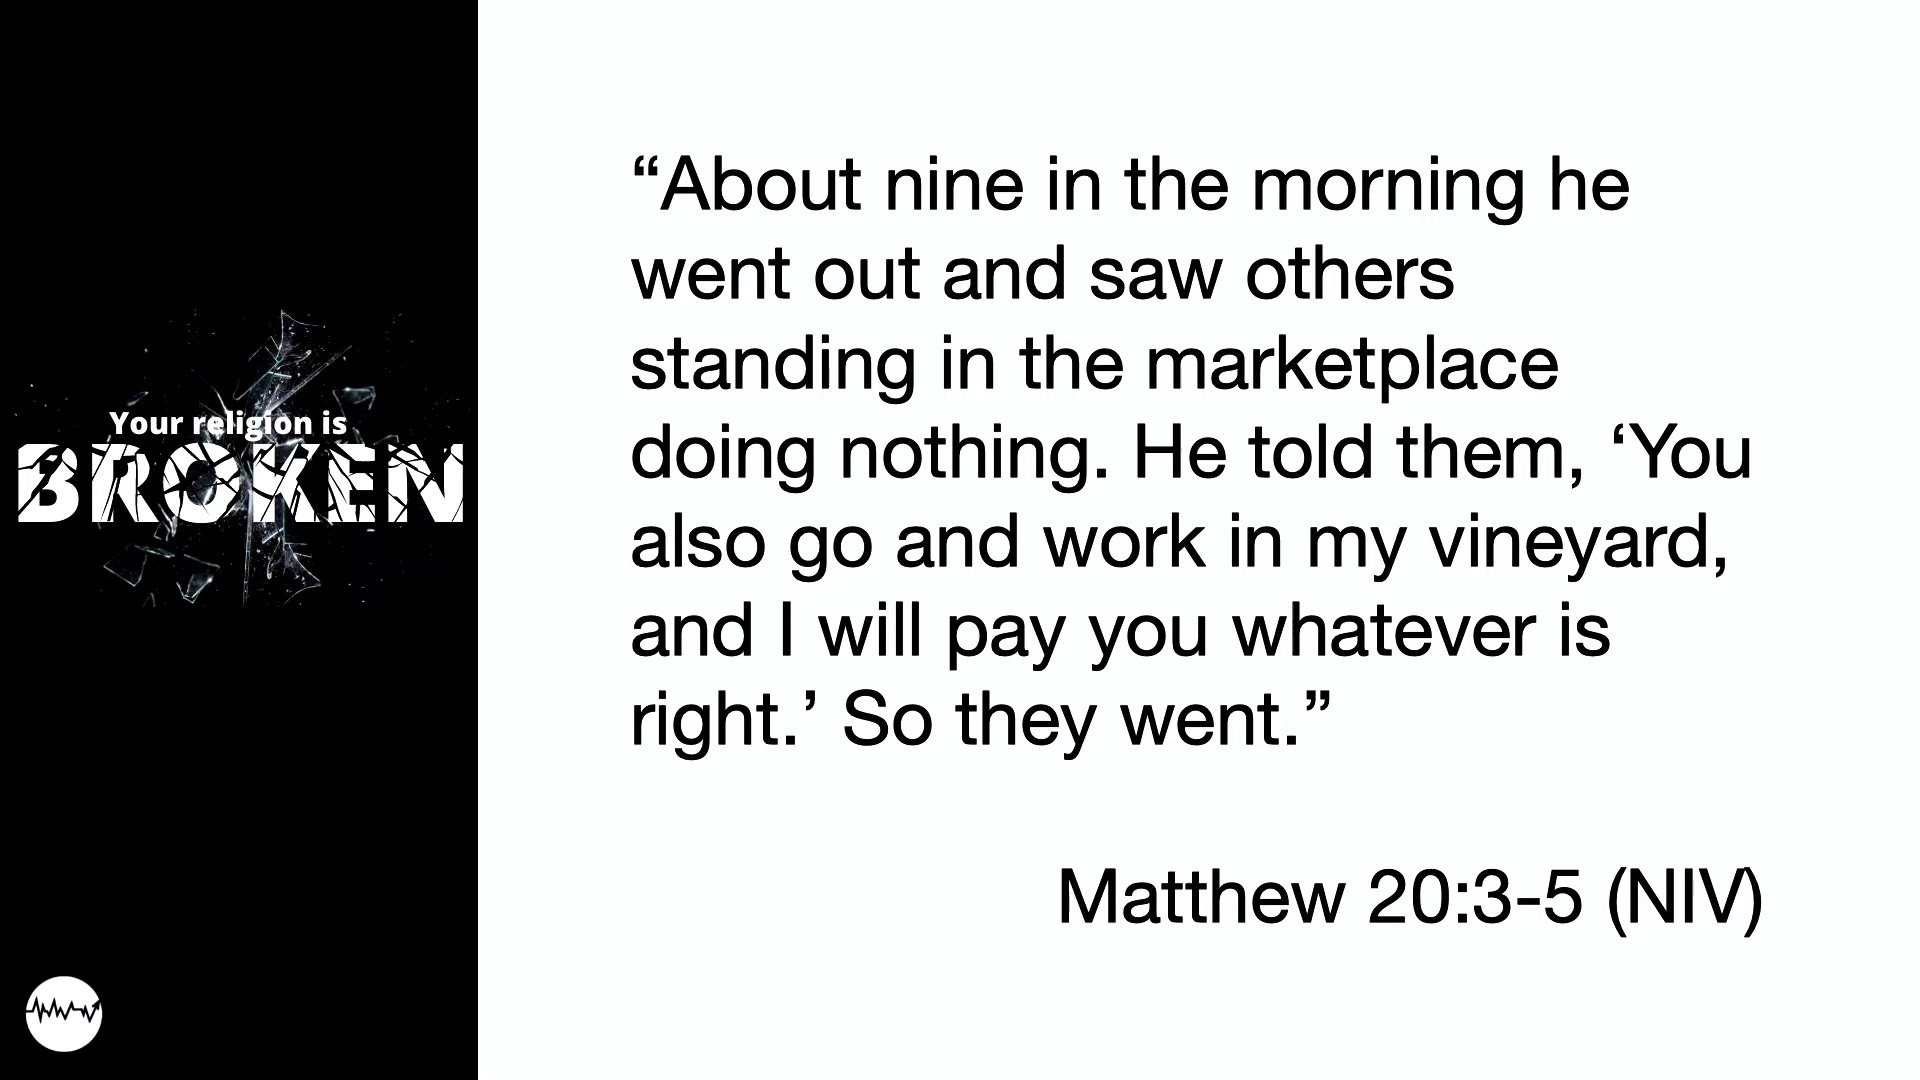 Your religion is
BROKEN
“About nine in the morning he
went out and saw others
standing in the marketplace
doing nothing. He told them, ‘You
also go and work in my vineyard,
and I will pay you whatever is
right.’ So they went.”
Matthew 20:3-5 (NIV)